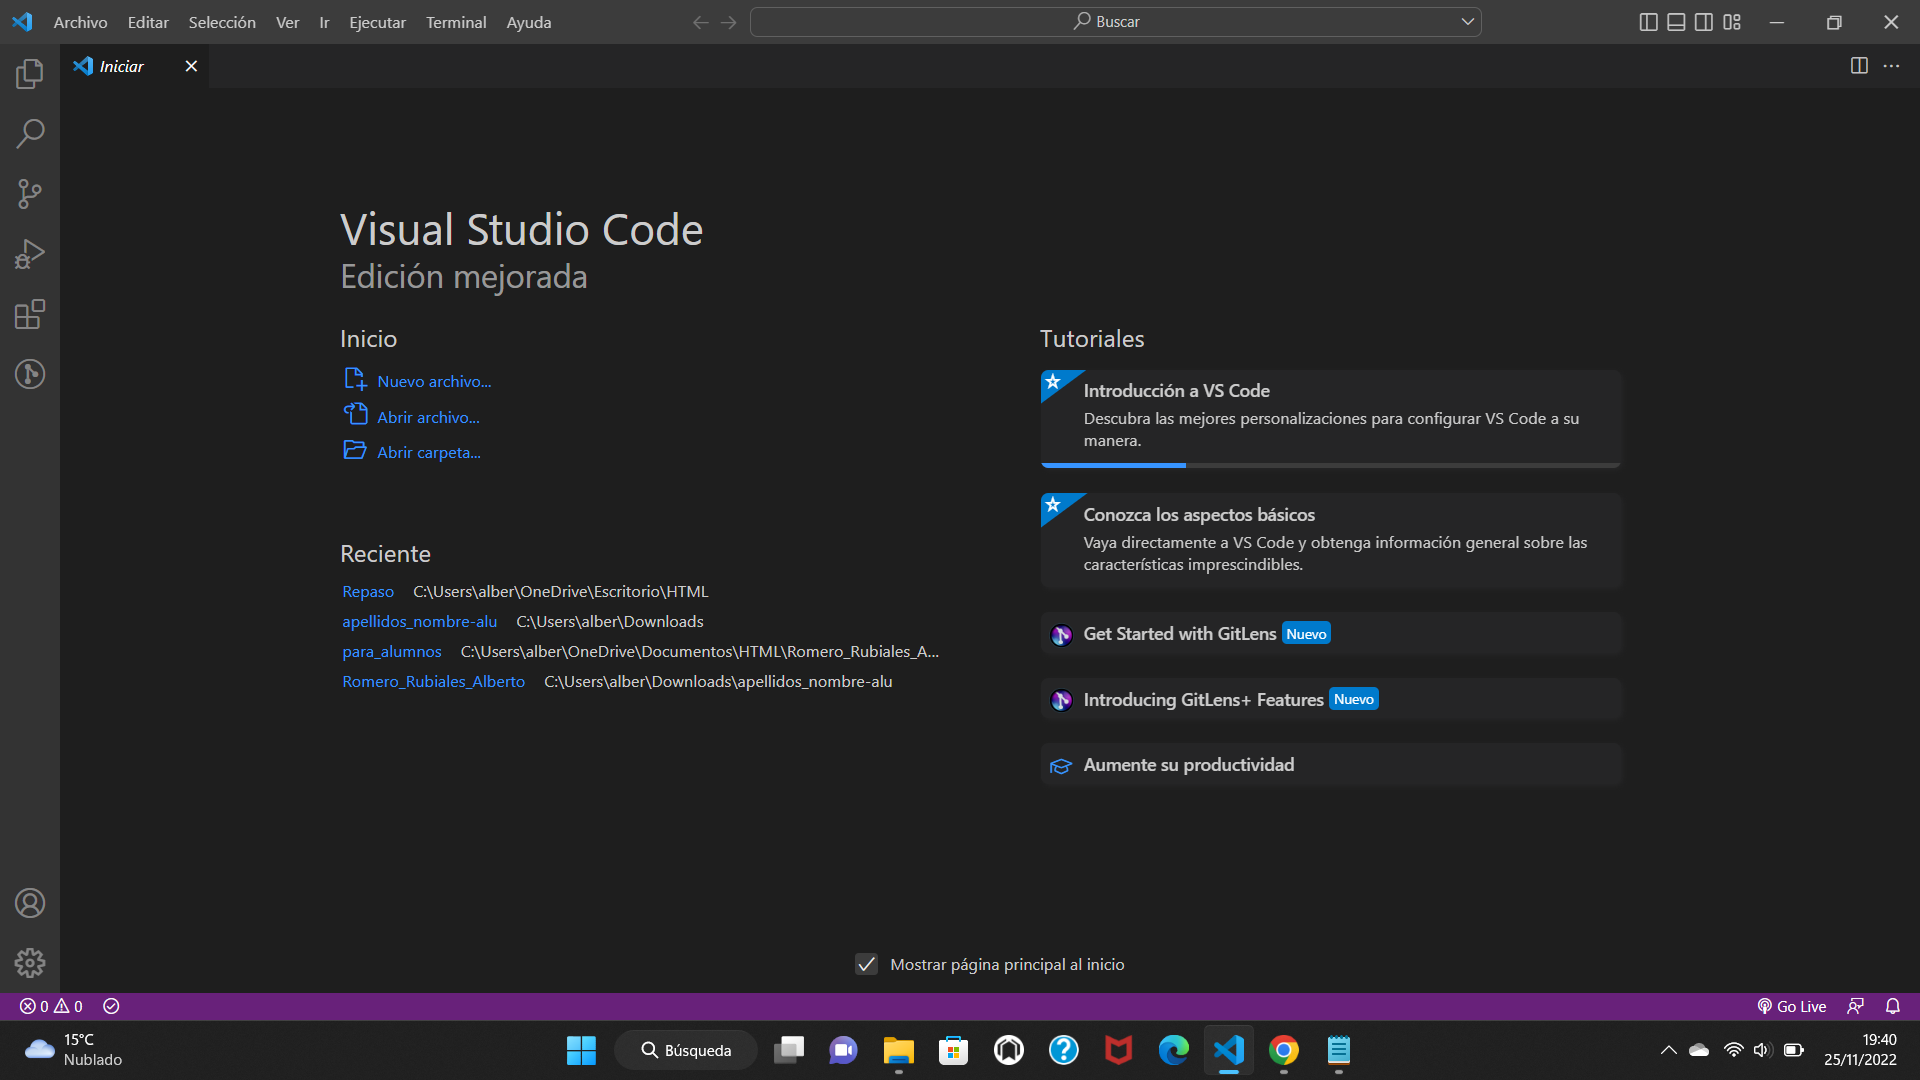 Archivo Editar Selección Ver Ir Ejecutar Terminal Ayuda Buscar
Iniciar
Visual Studio Code
Edición mejorada
Inicio
Nuevo archivo...
Abrir archivo...
Abrir carpeta...
Reciente
Repaso C:\Users\alber\OneDrive\Escritorio\HTML
apellidos_nombre-alu C:\Users\alber\Downloads
para_alumnos C:\Users\alber\OneDrive\Documentos\HTML\Romero_Rubiales_A...
Romero_Rubiales_Alberto C:\Users\alber\Downloads\apellidos_nombre-alu
Tutoriales
Introducción a VS Code
Descubra las mejores personalizaciones para configurar VS Code a su
manera.
Conozca los aspectos básicos
Vaya directamente a VS Code y obtenga información general sobre las
características imprescindibles.
Get Started with GitLens Nuevo
Introducing GitLens+ Features Nuevo
Aumente su productividad
Mostrar página principal al inicio
0 0 Go Live
15°C
Nublado
Búsqueda
19:40
25/11/2022